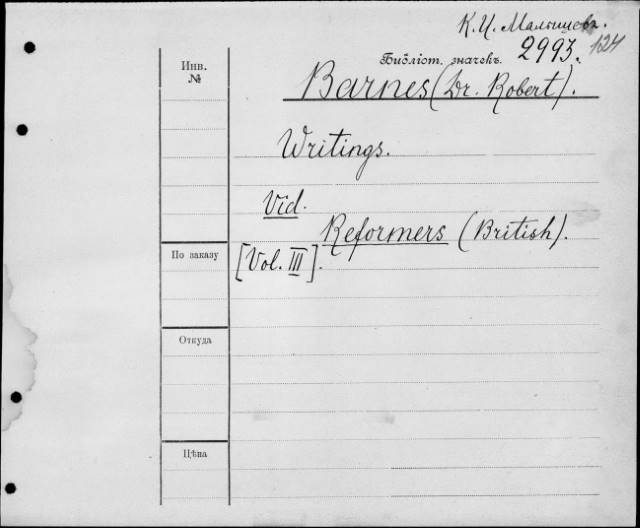 К. И. Малышевъ.
Библіот. значекъ. 2993. 124
Инв.
№
Barnes (Dr. Robert).
Writings.
Vid.
Reformers (British).
[Vol. III].
По заказу
Откуда
Цѣна